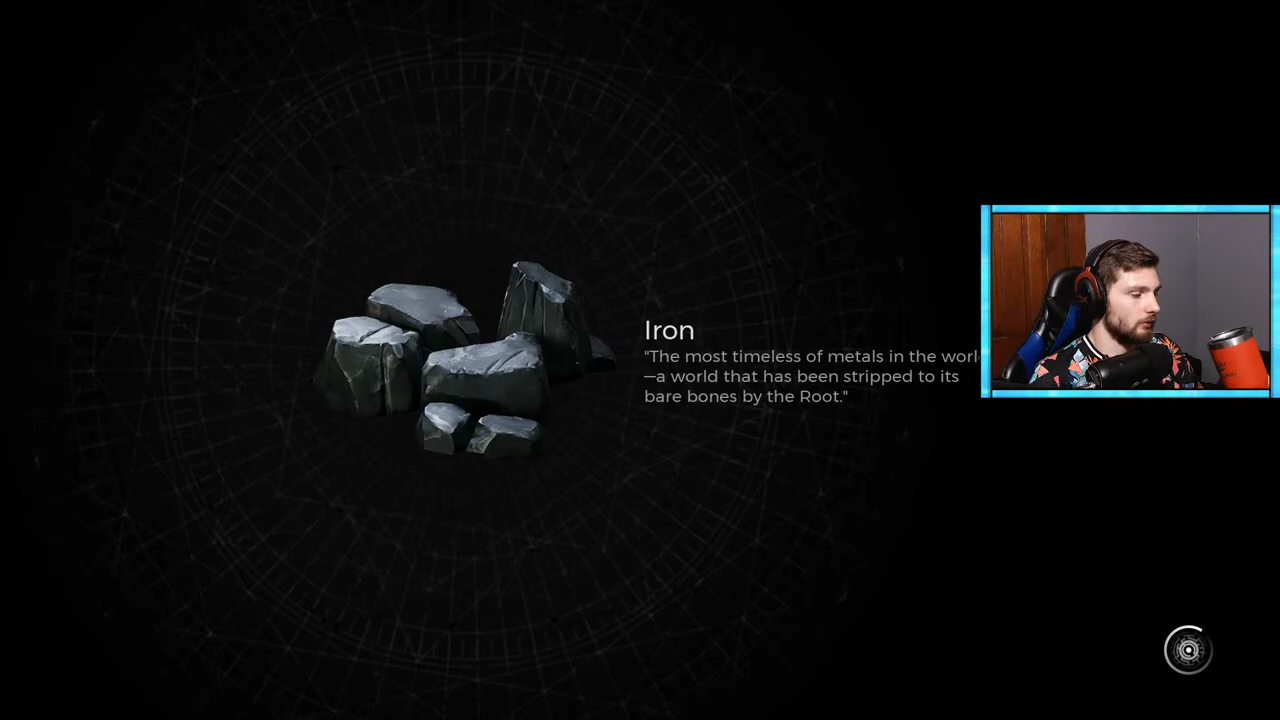 Iron
"The most timeless of metals in the worl
—a world that has been stripped to its
bare bones by the Root."